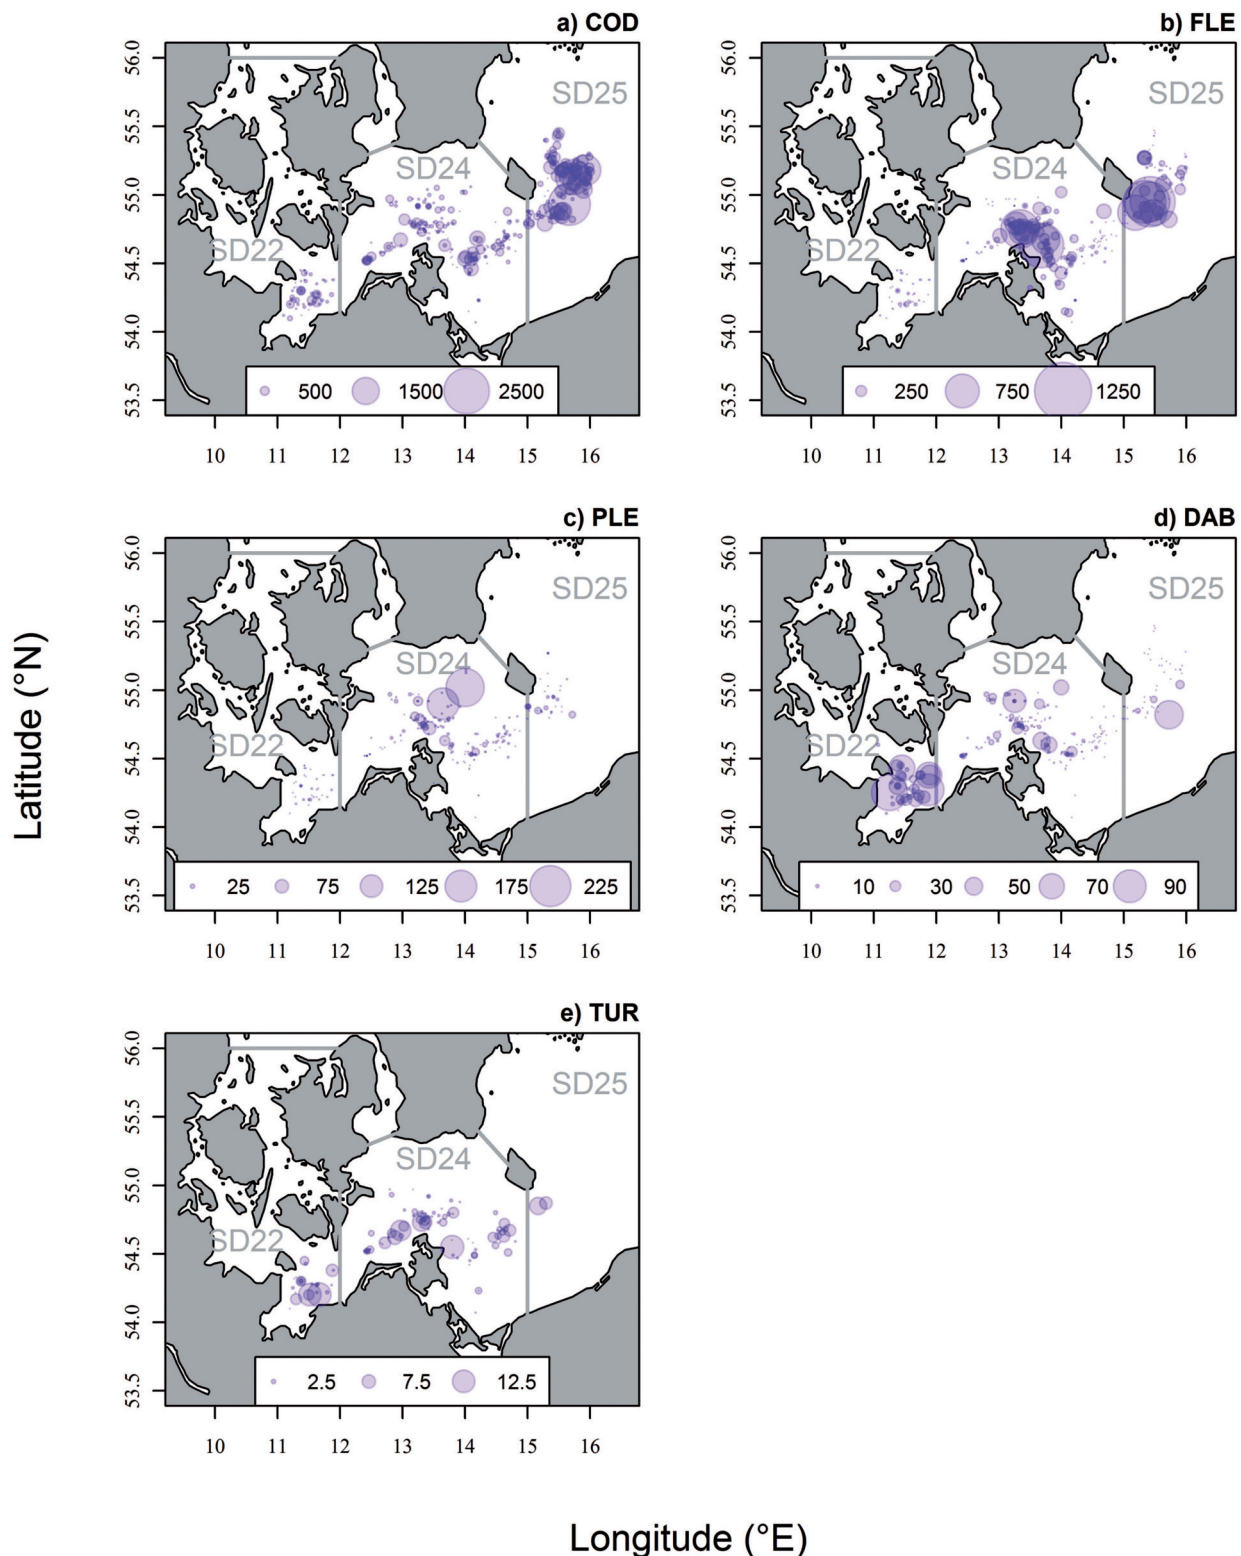 a) COD
56.0
55.5
55.0
54.5
54.0
53.5
SD25
SD24
SD22
500 1500 2500
10 11 12 13 14 15 16
b) FLE
56.0
55.5
55.0
54.5
54.0
53.5
SD25
SD24
SD22
250 750 1250
10 11 12 13 14 15 16
c) PLE
56.0
55.5
55.0
54.5
54.0
53.5
SD25
SD24
SD22
25 75 125 175 225
10 11 12 13 14 15 16
d) DAB
56.0
55.5
55.0
54.5
54.0
53.5
SD25
SD24
SD22
10 30 50 70 90
10 11 12 13 14 15 16
Latitude (°N)
e) TUR
56.0
55.5
55.0
54.5
54.0
53.5
SD25
SD24
SD22
2.5 7.5 12.5
10 11 12 13 14 15 16
Longitude (°E)